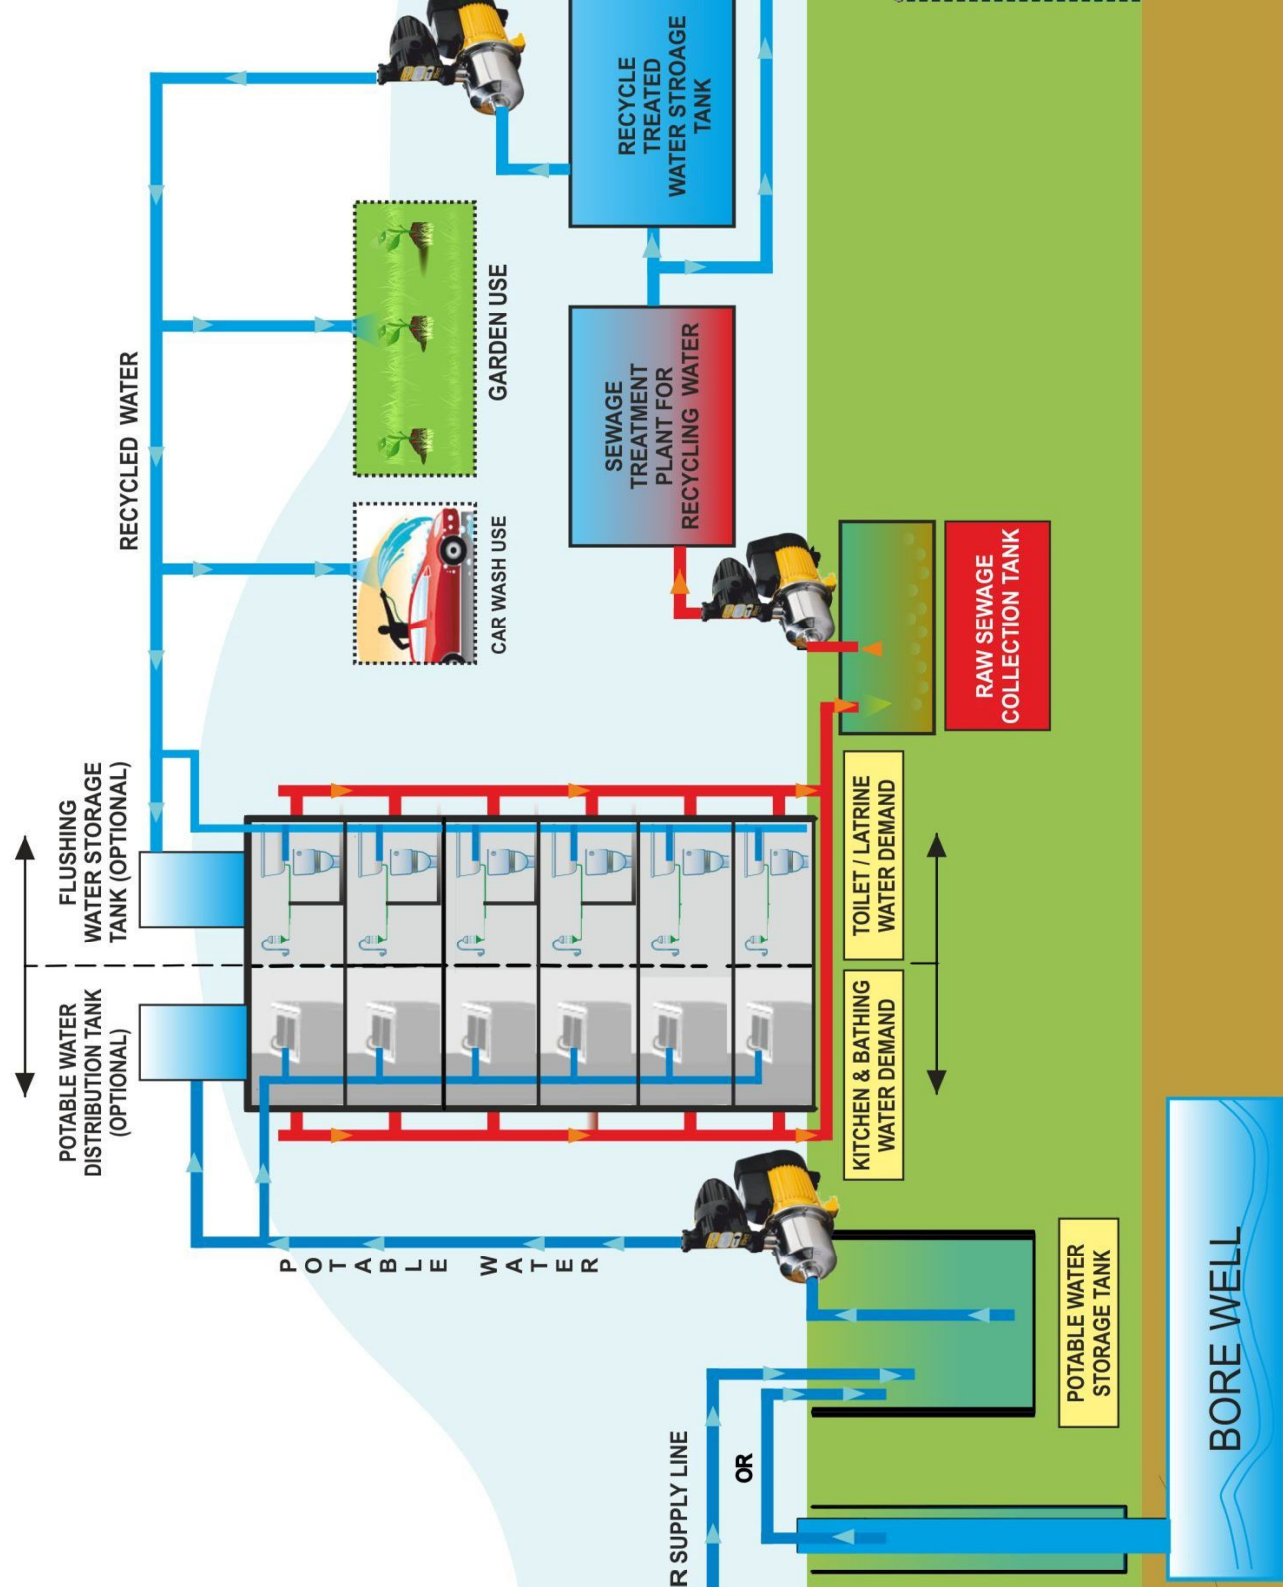 FLUSHING
WATER STORAGE
TANK (OPTIONAL)
POTABLE WATER
DISTRIBUTION TANK
(OPTIONAL)
RECYCLED WATER
GARDEN USE
CAR WASH USE
RECYCLE
TREATED
WATER STROAGE
TANK
SEWAGE
TREATMENT
PLANT FOR
RECYCLING WATER
RAW SEWAGE
COLLECTION TANK
TOILET / LATRINE
WATER DEMAND
KITCHEN & BATHING
WATER DEMAND
POTABLE WATER
POTABLE WATER
STORAGE TANK
R SUPPLY LINE
OR
BORE WELL